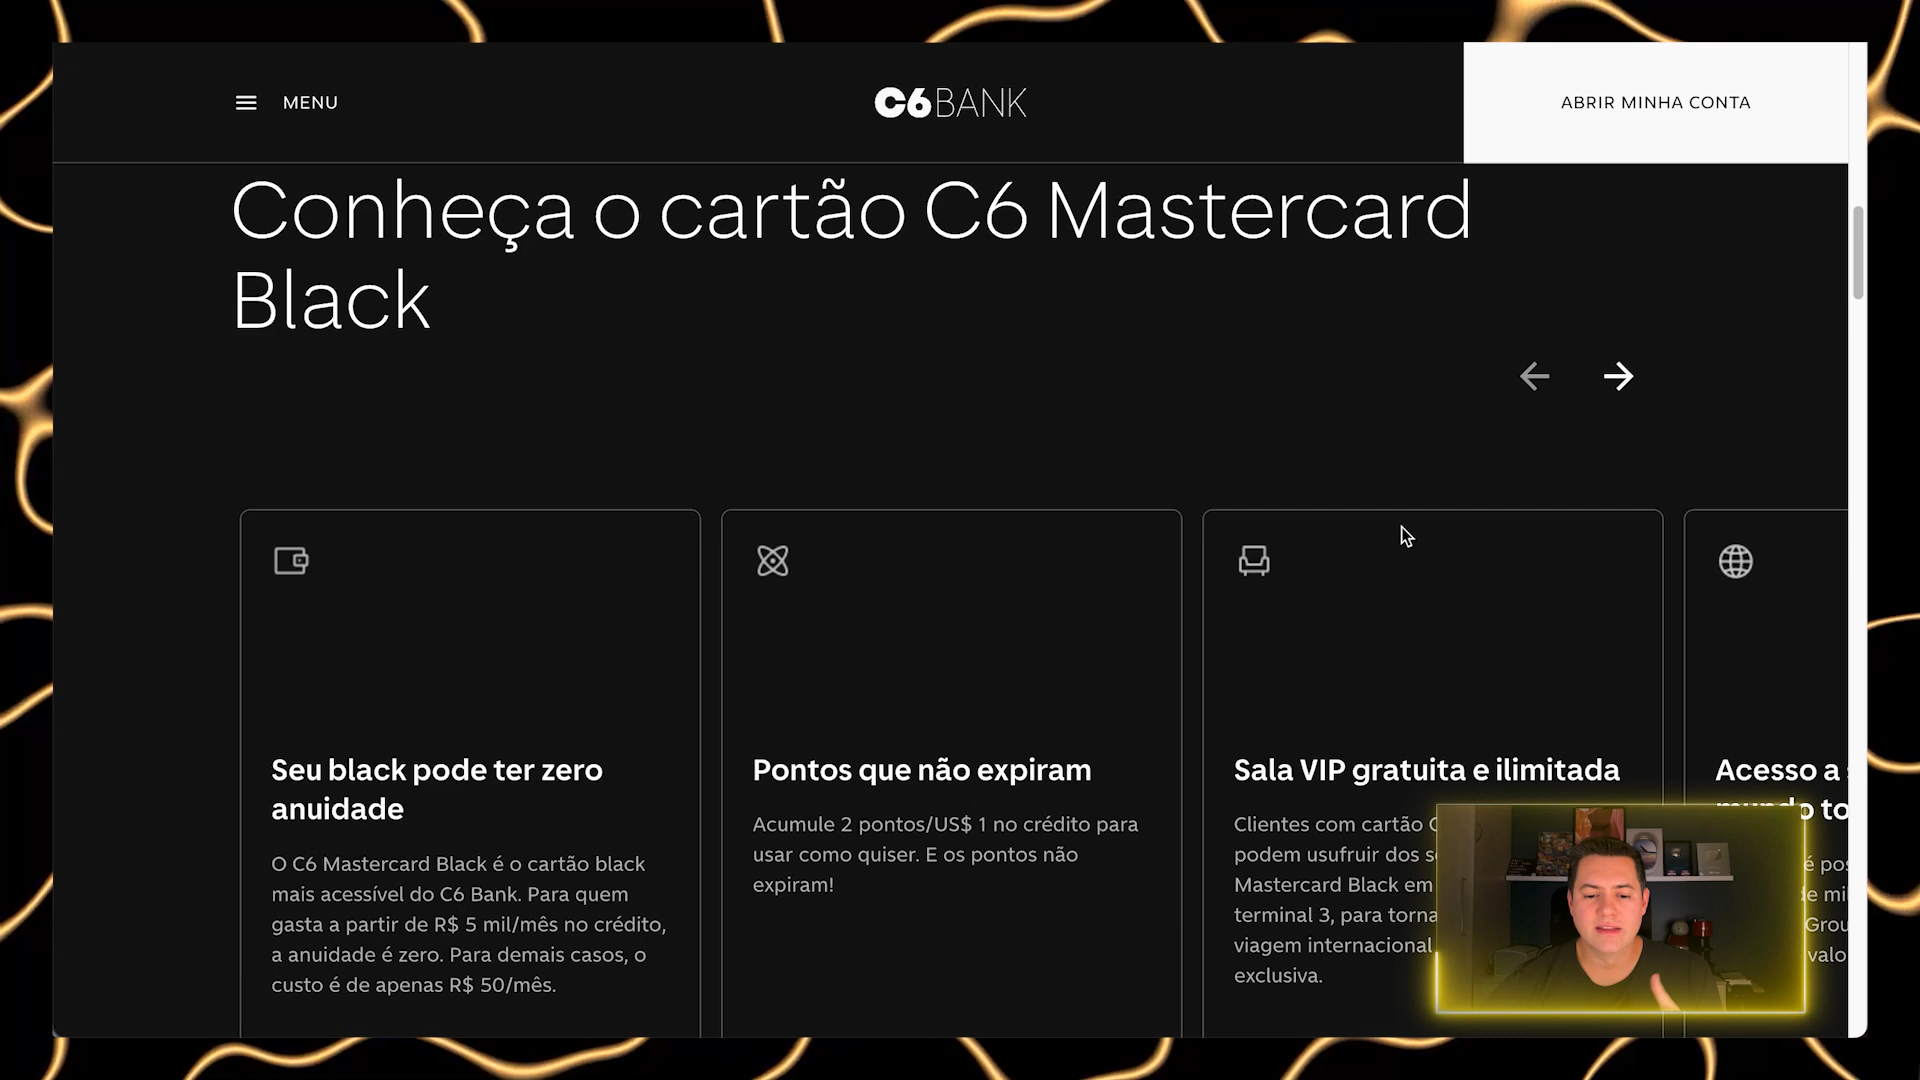 MENU
C6BANK
ABRIR MINHA CONTA
Conheça o cartão C6 Mastercard
Black
Seu black pode ter zero
anuidade
O C6 Mastercard Black é o cartão black
mais acessível do C6 Bank. Para quem
gasta a partir de R$ 5 mil/mês no crédito,
a anuidade é zero. Para demais casos, o
custo é de apenas R$ 50/mês.
Pontos que não expiram
Acumule 2 pontos/US$ 1 no crédito para
usar como quiser. E os pontos não
expiram!
Sala VIP gratuita e ilimitada
Clientes com cartão
podem usufruir dos
Mastercard Black em
terminal 3, para
viagem internacional
exclusiva.
Acesso a
to
é
de